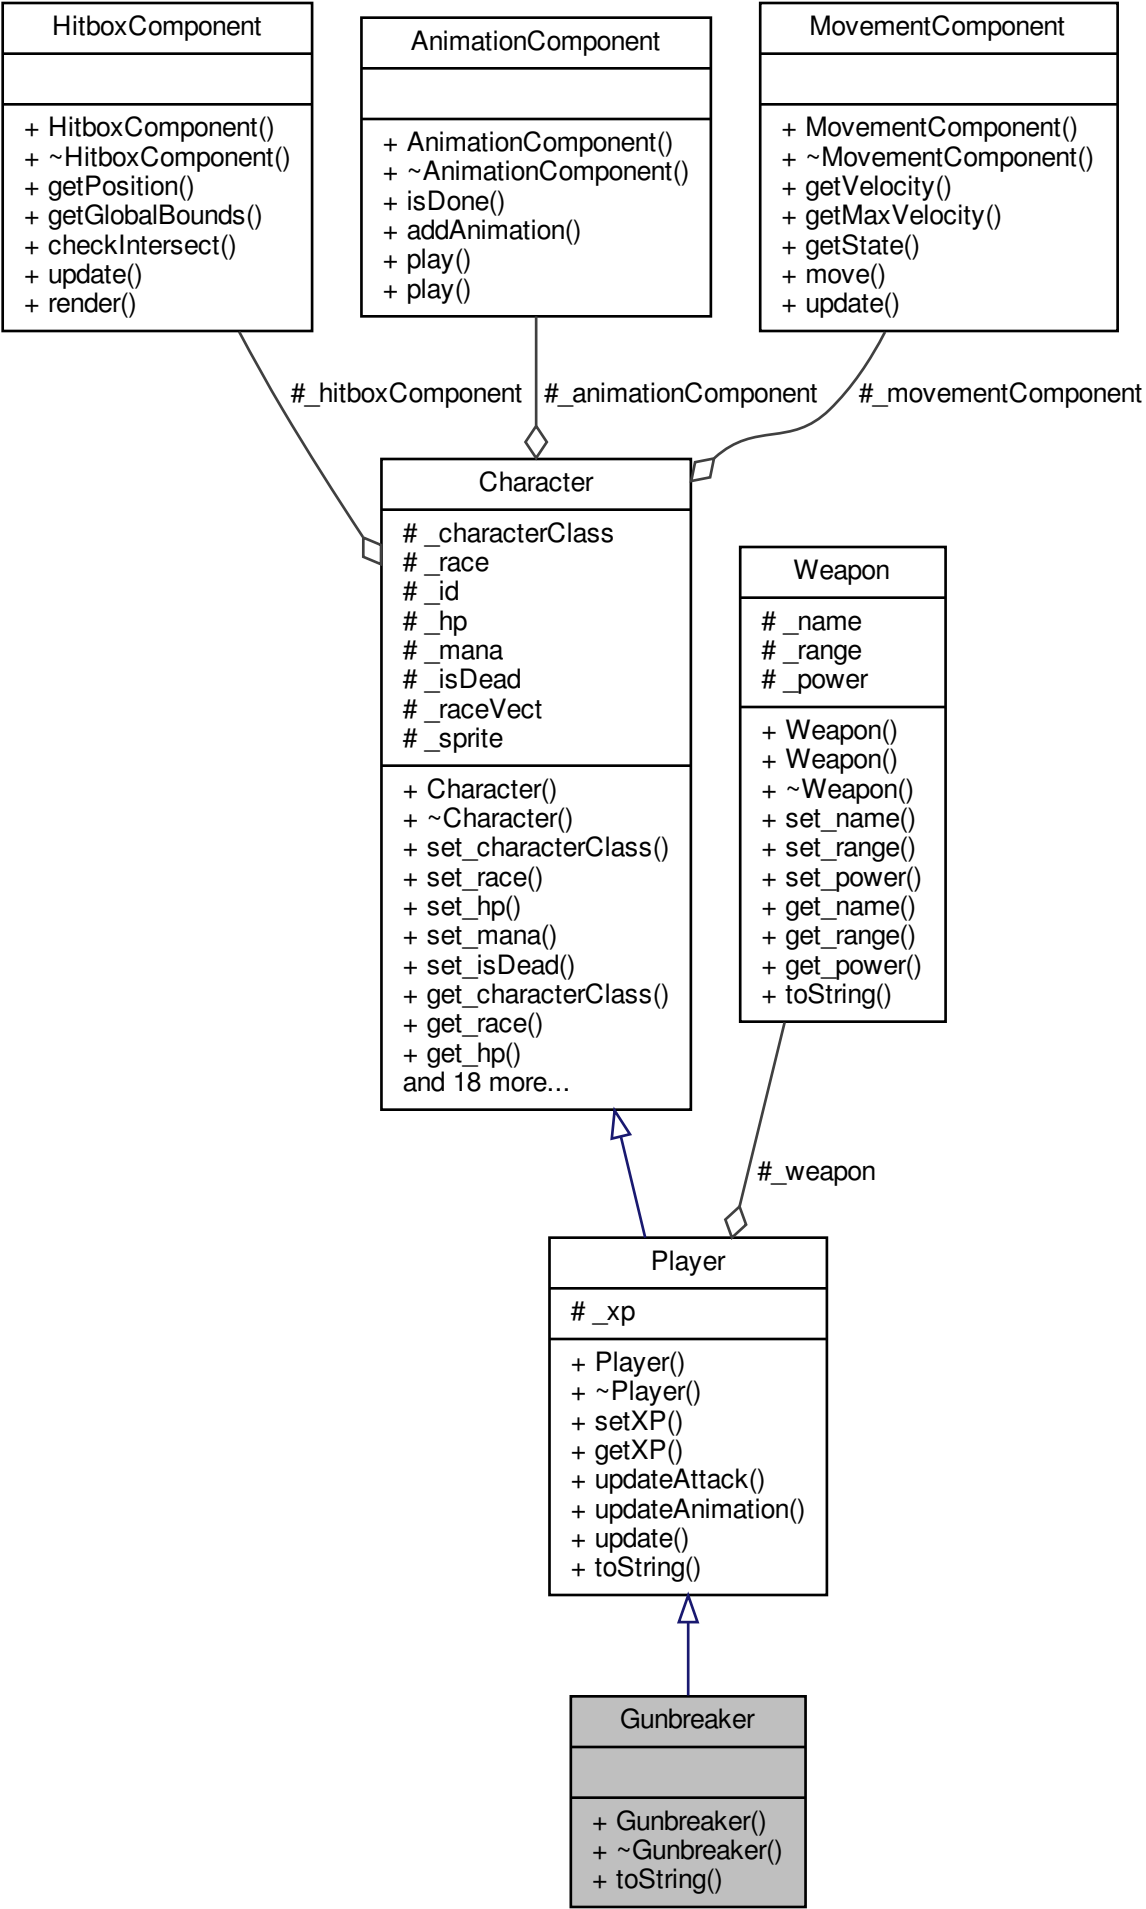 HitboxComponent
+ HitboxComponent()
+ ~HitboxComponent()
+ getPosition()
+ getGlobalBounds()
+ checkIntersect()
+ update()
+ render()
AnimationComponent
+ AnimationComponent()
+ ~AnimationComponent()
+ isDone()
+ addAnimation()
+ play()
+ play()
MovementComponent
+ MovementComponent()
+ ~MovementComponent()
+ getVelocity()
+ getMaxVelocity()
+ getState()
+ move()
+ update()
#_hitboxComponent
#_animationComponent
#_movementComponent
Character
# _characterClass
# _race
# _id
# _hp
# _mana
# _isDead
# _raceVect
# _sprite
+ Character()
+ ~Character()
+ set_characterClass()
+ set_race()
+ set_hp()
+ set_mana()
+ set_isDead()
+ get_characterClass()
+ get_race()
+ get_hp()
and 18 more...
Weapon
# _name
# _range
# _power
+ Weapon()
+ Weapon()
+ ~Weapon()
+ set_name()
+ set_range()
+ set_power()
+ get_name()
+ get_range()
+ get_power()
+ toString()
#_weapon
Player
# _xp
+ Player()
+ ~Player()
+ setXP()
+ getXP()
+ updateAttack()
+ updateAnimation()
+ update()
+ toString()
Gunbreaker
+ Gunbreaker()
+ ~Gunbreaker()
+ toString()